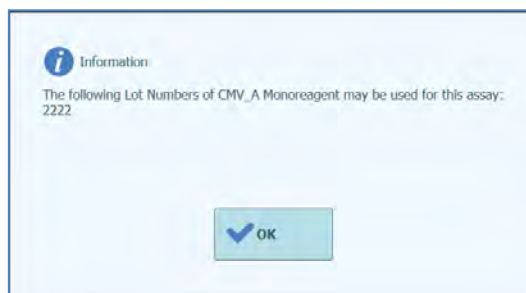 Information
The following Lot Numbers of CMV_A Monoreagent may be used for this assay:
2222
OK